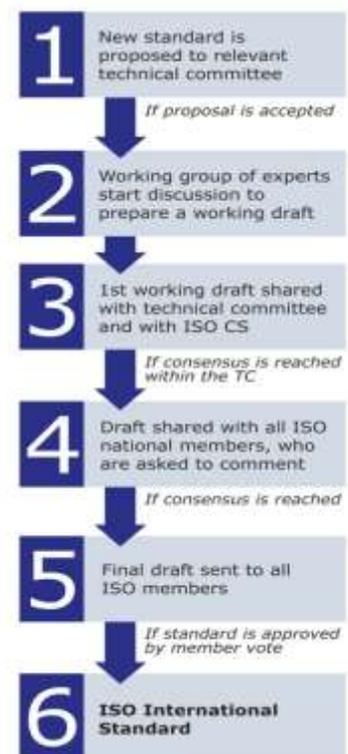 1
New standard is
proposed to relevant
technical committee
If proposal is accepted
2
Working group of experts
start discussion to
prepare a working draft
3
1st working draft shared
with technical committee
and with ISO CS
If consensus is reached
within the TC
4
Draft shared with all ISO
national members, who
are asked to comment
If consensus is reached
5
Final draft sent to all
ISO members
If standard is approved
by member vote
6
ISO International
Standard